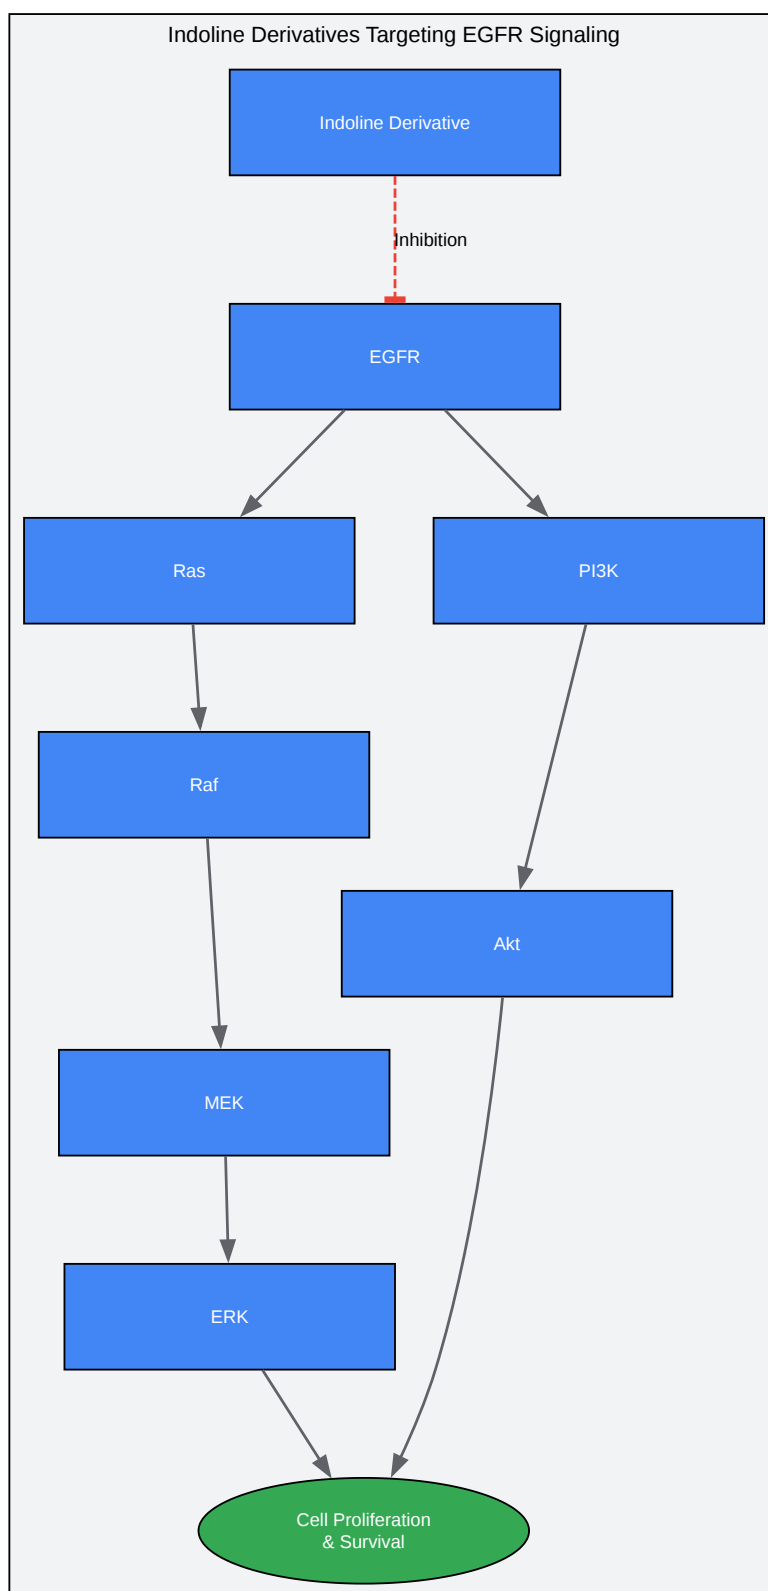 Indoline Derivatives Targeting EGFR Signaling
Indoline Derivative
Inhibition
EGFR
Ras
PI3K
Raf
Akt
MEK
ERK
Cell Proliferation
& Survival